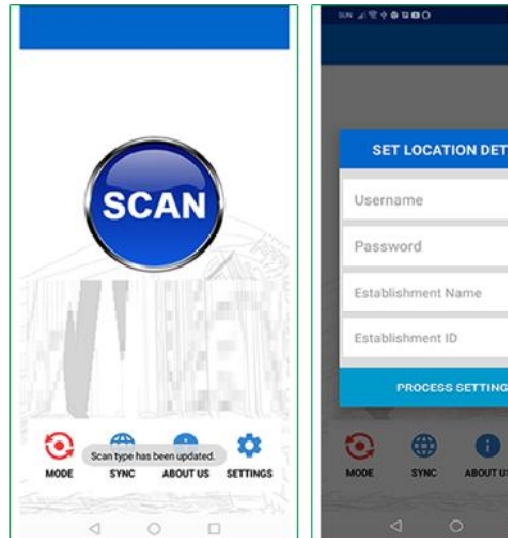 SCAN
Scan type has been updated.
MODE SYNC ABOUT US SETTINGS
SUN
SET LOCATION DET
Username
Password
Establishment Name
Establishment ID
PROCESS SETTING
MODE SYNC ABOUT U